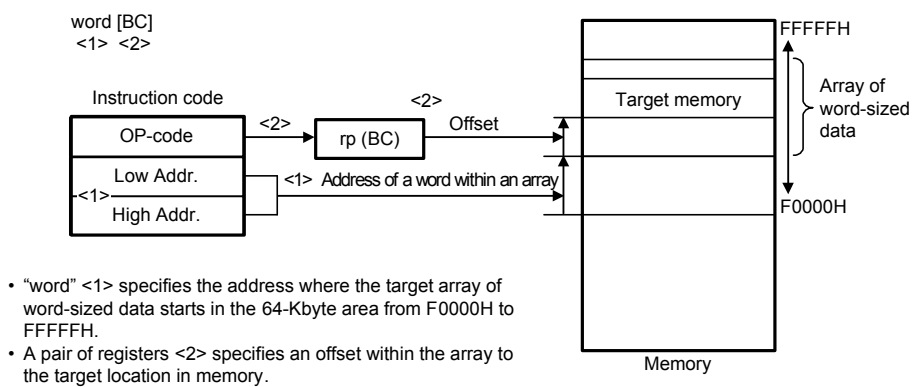 word [BC]
<1> <2>
Instruction code
OP-code
Low Addr.
<1>
High Addr.
<2>
rp (BC)
<2>
Offset
<1> Address of a word within an array
Target memory
FFFFFH
Array of
word-sized
data
F0000H
Memory
• “word” <1> specifies the address where the target array of
word-sized data starts in the 64-Kbyte area from F0000H to
FFFFFH.
• A pair of registers <2> specifies an offset within the array to
the target location in memory.